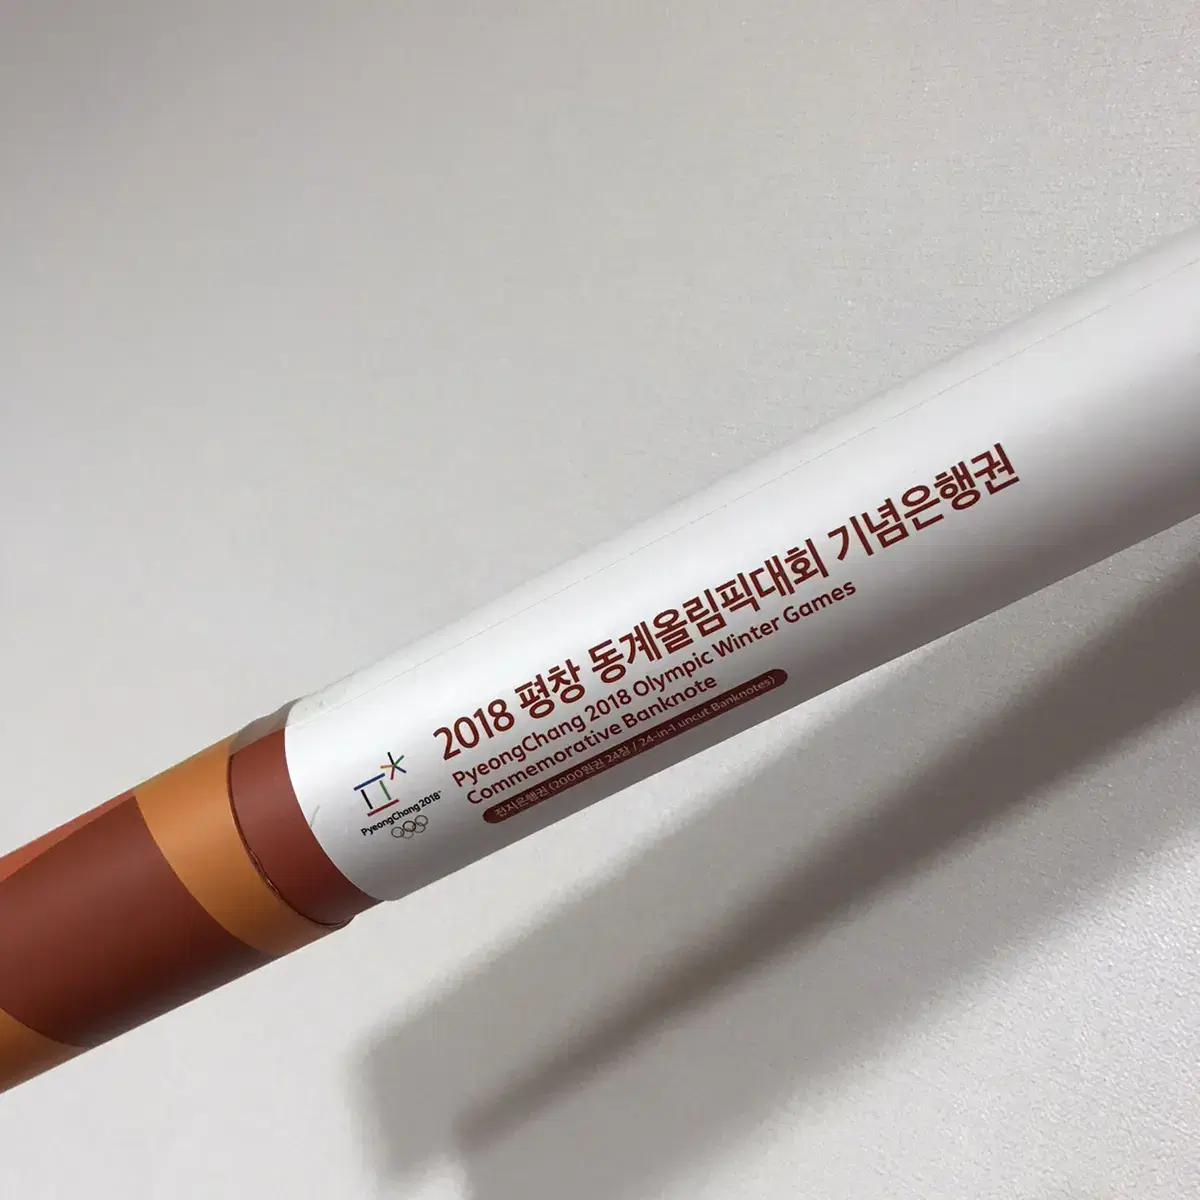 2018 평창 동계올림픽대회 기념은행권
PyeongChang 2018 Olympic Winter Games
Commemorative Banknote
전지은행권 (2000원권 24장 / 24-in-1 uncut Banknotes)
PyeongChang 2018™